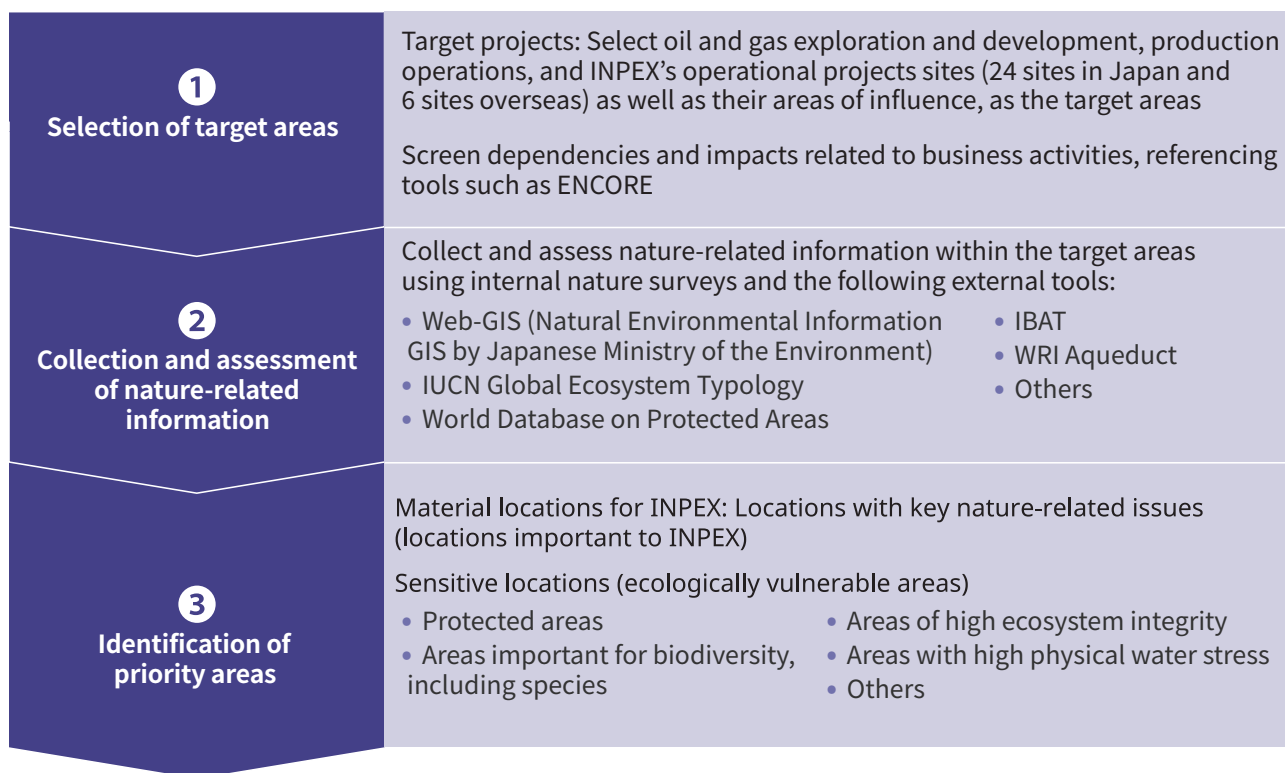 1
Selection of target areas
Target projects: Select oil and gas exploration and development, production
operations, and INPEX's operational projects sites (24 sites in Japan and
6 sites overseas) as well as their areas of influence, as the target areas
Screen dependencies and impacts related to business activities, referencing
tools such as ENCORE
2
Collection and assessment
of nature-related
information
Collect and assess nature-related information within the target areas
using internal nature surveys and the following external tools:
• Web-GIS (Natural Environmental Information
GIS by Japanese Ministry of the Environment)
• IUCN Global Ecosystem Typology
• World Database on Protected Areas
• IBAT
• WRI Aqueduct
• Others
3
Identification of
priority areas
Material locations for INPEX: Locations with key nature-related issues
(locations important to INPEX)
Sensitive locations (ecologically vulnerable areas)
• Protected areas
• Areas important for biodiversity,
including species
• Areas of high ecosystem integrity
• Areas with high physical water stress
• Others